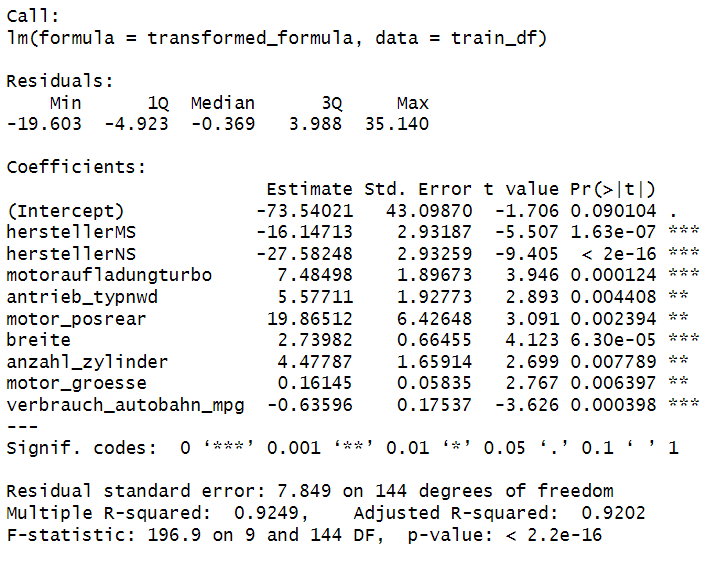 Call:
lm(formula = transformed_formula, data = train_df)
Residuals:
    Min      1Q  Median      3Q     Max
-19.603  -4.923  -0.369   3.988  35.140
Coefficients:
                      Estimate Std. Error t value Pr(>|t|)
(Intercept)          -73.54021   43.09870  -1.706 0.090104 .
herstellerMS         -16.14713    2.93187  -5.507 1.63e-07 ***
herstellerNS         -27.58248    2.93259  -9.405  < 2e-16 ***
motoraufladungturbo    7.48498    1.89673   3.946 0.000124 ***
antrieb_typnwd         5.57711    1.92773   2.893 0.004408 **
motor_posrear         19.86512    6.42648   3.091 0.002394 **
breite                 2.73982    0.66455   4.123 6.30e-05 ***
anzahl_zylinder        4.47787    1.65914   2.699 0.007789 **
motor_groesse          0.16145    0.05835   2.767 0.006397 **
verbrauch_autobahn_mpg -0.63596    0.17537  -3.626 0.000398 ***
---
Signif. codes:  0 ‘***’ 0.001 ‘**’ 0.01 ‘*’ 0.05 ‘.’ 0.1 ‘ ’ 1
Residual standard error: 7.849 on 144 degrees of freedom
Multiple R-squared:  0.9249,    Adjusted R-squared:  0.9202
F-statistic: 196.9 on 9 and 144 DF,  p-value: < 2.2e-16